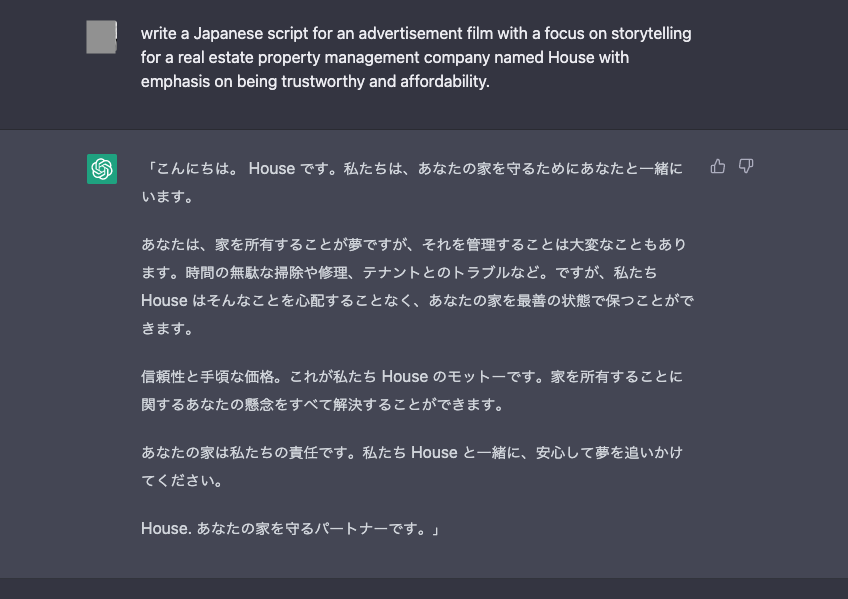 write a Japanese script for an advertisement film with a focus on storytelling
for a real estate property management company named House with
emphasis on being trustworthy and affordability.
「こんにちは。 House です。私たちは、あなたの家を守るためにあなたと一緒に
います。
あなたは、家を所有することが夢ですが、それを管理することは大変なこともあり
ます。時間の無駄な掃除や修理、テナントとのトラブルなど。ですが、私たち
House はそんなことを心配することなく、あなたの家を最善の状態で保つことがで
きます。
信頼性と手頃な価格。これが私たち House のモットーです。家を所有することに
関するあなたの懸念をすべて解決することができます。
あなたの家は私たちの責任です。私たち House と一緒に、安心して夢を追いかけ
てください。
House. あなたの家を守るパートナーです。」